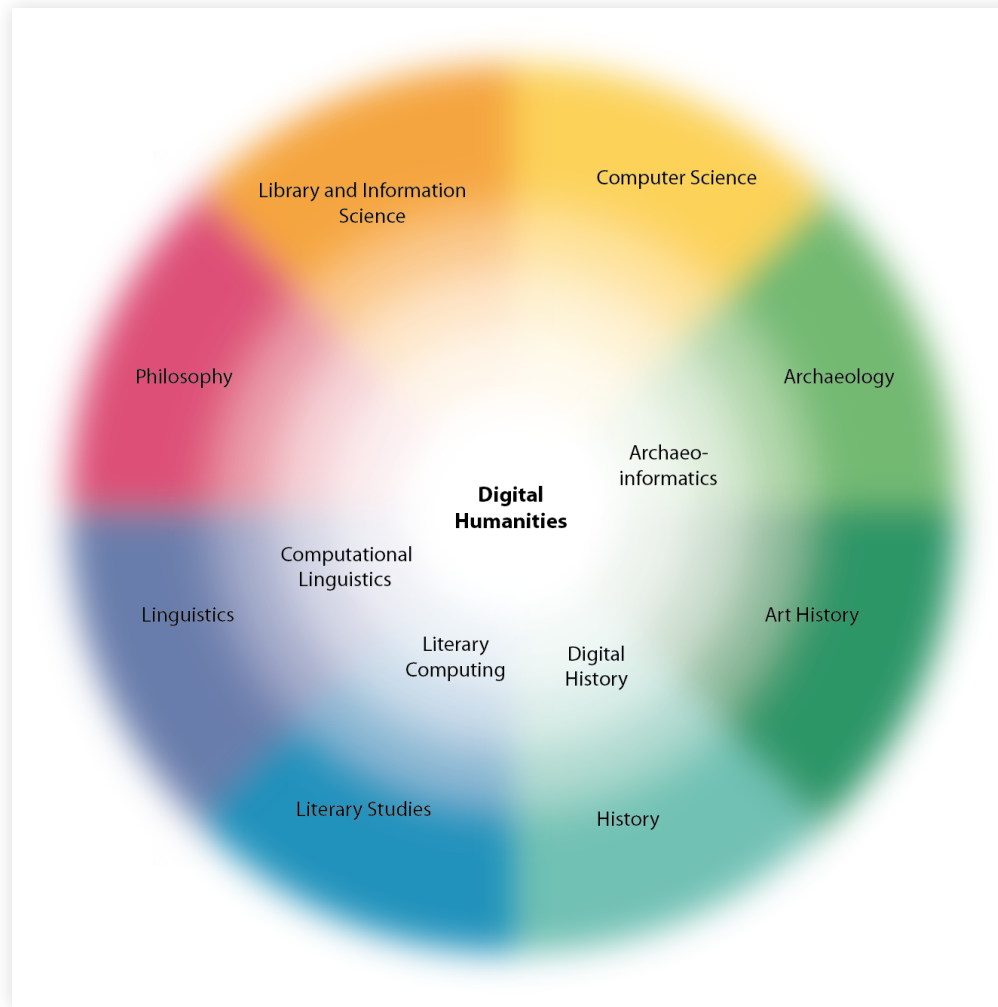 Computer Science
Library and Information
Science
Philosophy
Archaeology
Archaeo-
informatics
Digital
Humanities
Computational
Linguistics
Linguistics
Art History
Literary
Computing
Digital
History
Literary Studies
History